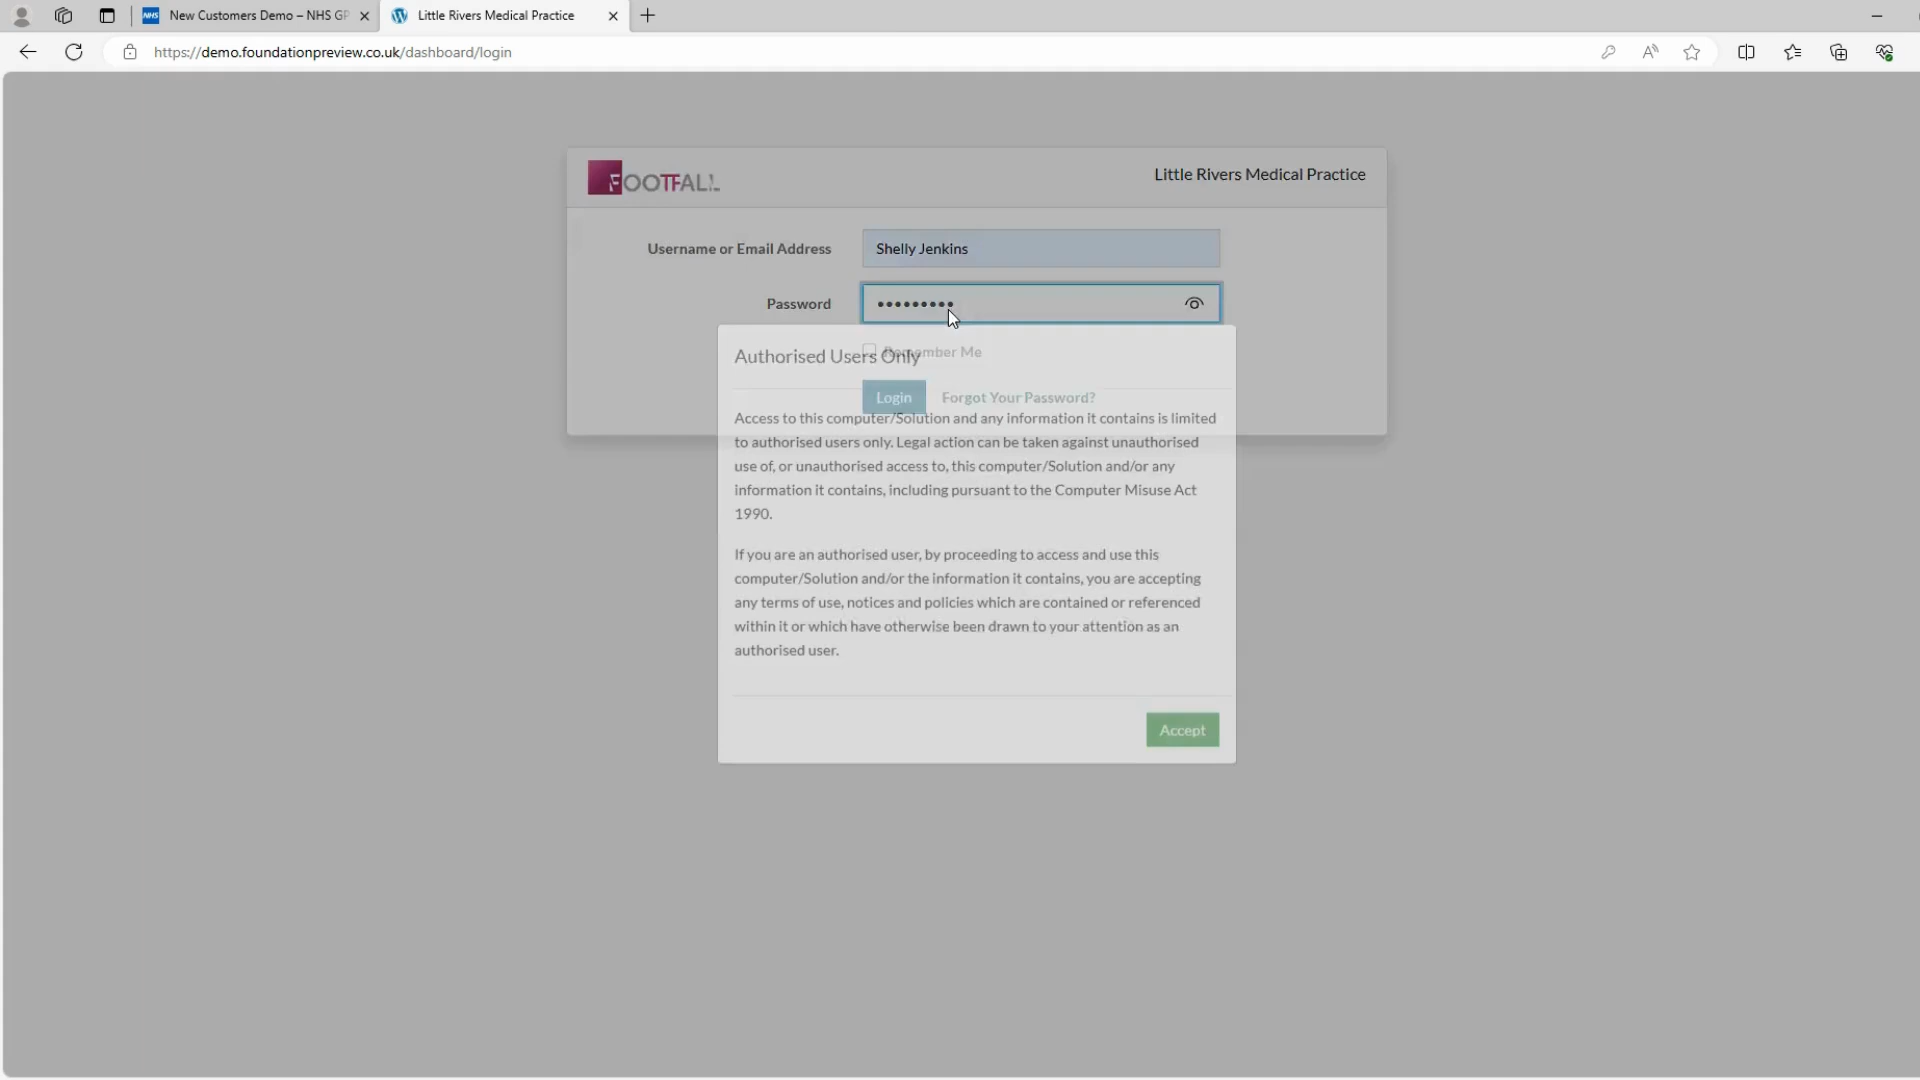 New Customers Demo – NHS GP
Little Rivers Medical Practice
https://demo.foundationpreview.co.uk/dashboard/login
FOOTFALL
Little Rivers Medical Practice
Username or Email Address
Shelly Jenkins
Password
•••••••••
Remember Me
Authorised Users Only
Login
Forgot Your Password?
Access to this computer/Solution and any information it contains is limited
to authorised users only. Legal action can be taken against unauthorised
use of, or unauthorised access to, this computer/Solution and/or any
information it contains, including pursuant to the Computer Misuse Act
1990.
If you are an authorised user, by proceeding to access and use this
computer/Solution and/or the information it contains, you are accepting
any terms of use, notices and policies which are contained or referenced
within it or which have otherwise been drawn to your attention as an
authorised user.
Accept